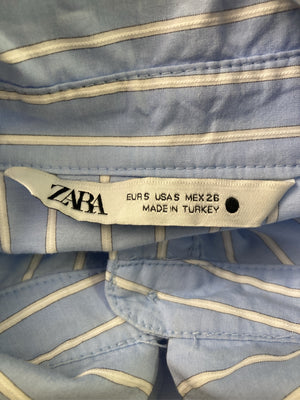 ZARA
EUR S USA S MEX 26
MADE IN TURKEY